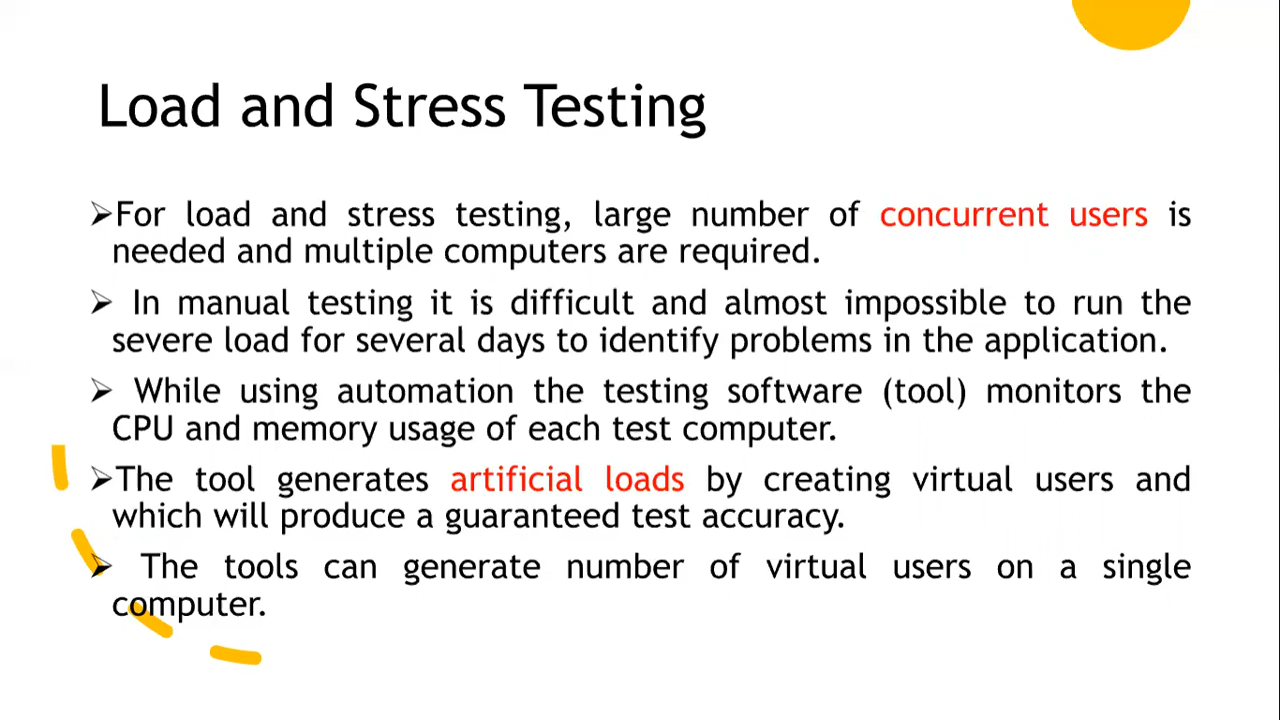 Load and Stress Testing
➢For load and stress testing, large number of concurrent users is
needed and multiple computers are required.
➢ In manual testing it is difficult and almost impossible to run the
severe load for several days to identify problems in the application.
➢ While using automation the testing software (tool) monitors the
CPU and memory usage of each test computer.
➢The tool generates artificial loads by creating virtual users and
which will produce a guaranteed test accuracy.
➢ The tools can generate number of virtual users on a single
computer.